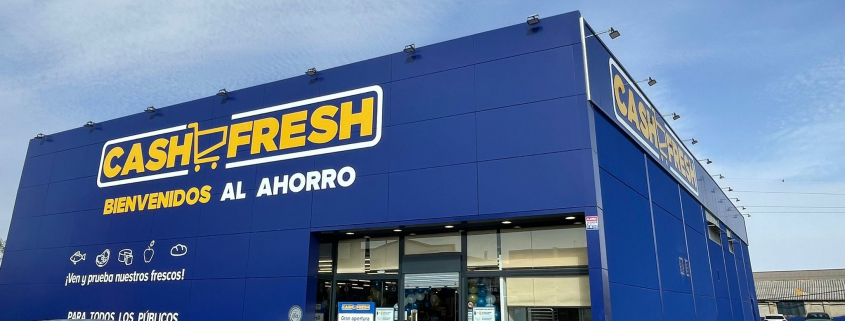 CASH FRESH
BIENVENIDOS AL AHORRO
¡Ven y prueba nuestros frescos!
PARA TODOS LOS PÚBLICOS
CASH FRESH
Gran apertura
CASH FRESH